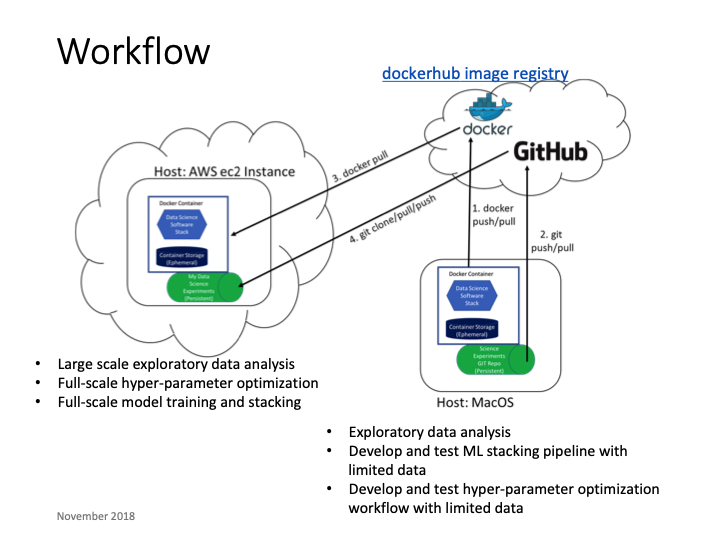 Workflow
dockerhub image registry
docker
GitHub
Host: AWS ec2 Instance
3. docker pull
4. git clone/pull/push
1. docker
push/pull
2. git
push/pull
Docker Container
Data Science
Software
Stack
Container Storage
(Ephemeral)
My Data
Science
Experiments
(Persistent)
Docker Container
Data Science
Software
Stack
Container Storage
(Ephemeral)
Science
Experiments
GIT Repo
(Persistent)
Host: MacOS
• Large scale exploratory data analysis
• Full-scale hyper-parameter optimization
• Full-scale model training and stacking
• Exploratory data analysis
• Develop and test ML stacking pipeline with
limited data
• Develop and test hyper-parameter optimization
workflow with limited data
November 2018